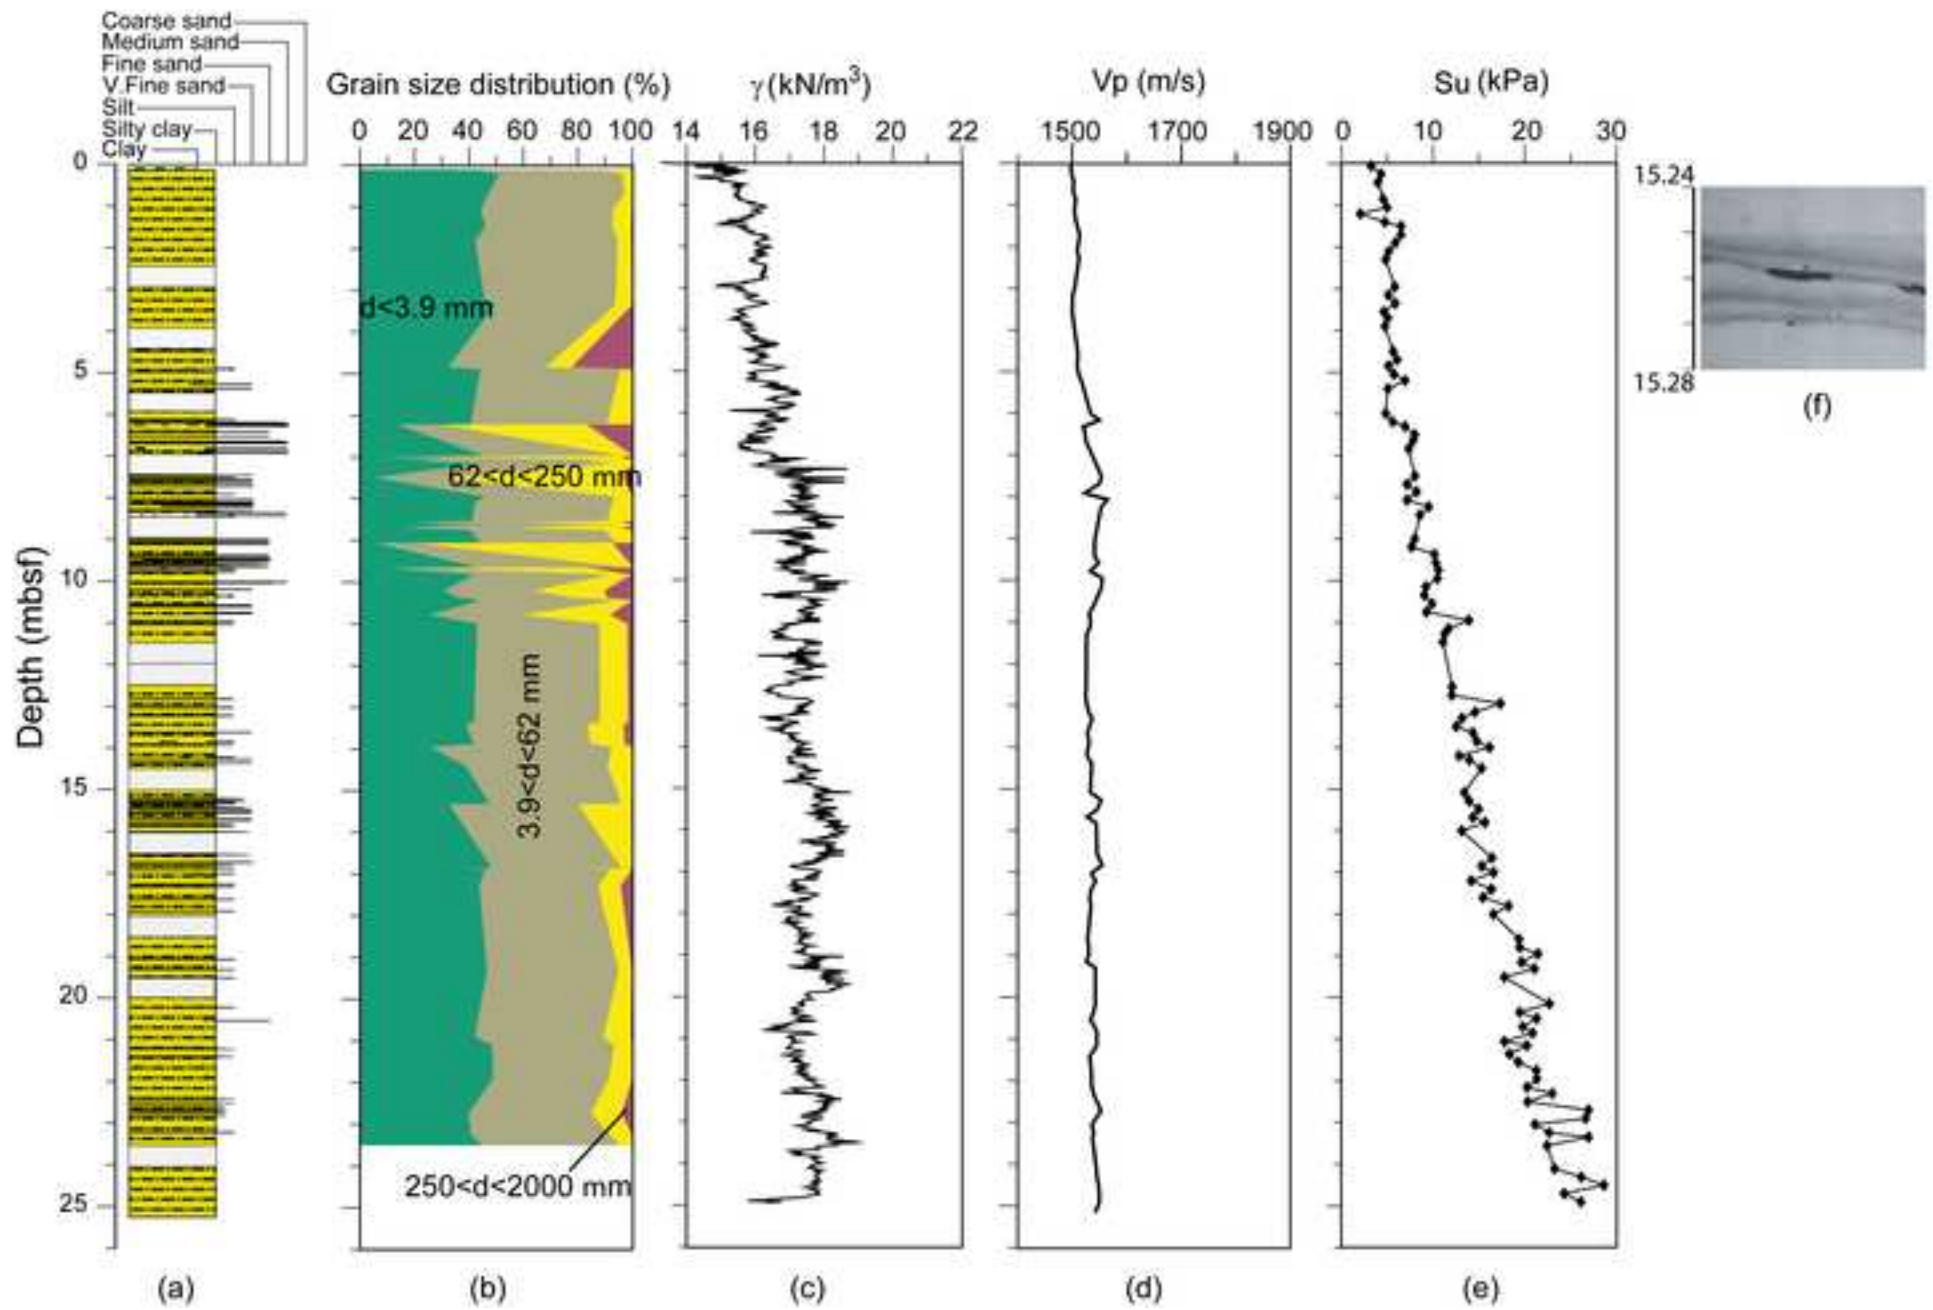 Coarse sand
Medium sand
Fine sand
V.Fine sand
Silt
Silty clay
Clay
Grain size distribution (%)
0 20 40 60 80 100
γ(kN/m³)
14 16 18 20 22
Vp (m/s)
1500 1700 1900
Su (kPa)
0 10 20 30
Depth (mbsf)
0
5
10
15
20
25
d<3.9 mm
62<d<250 mm
3.9<d<62 mm
250<d<2000 mm
15.24
15.28
(f)
(a)
(b)
(c)
(d)
(e)